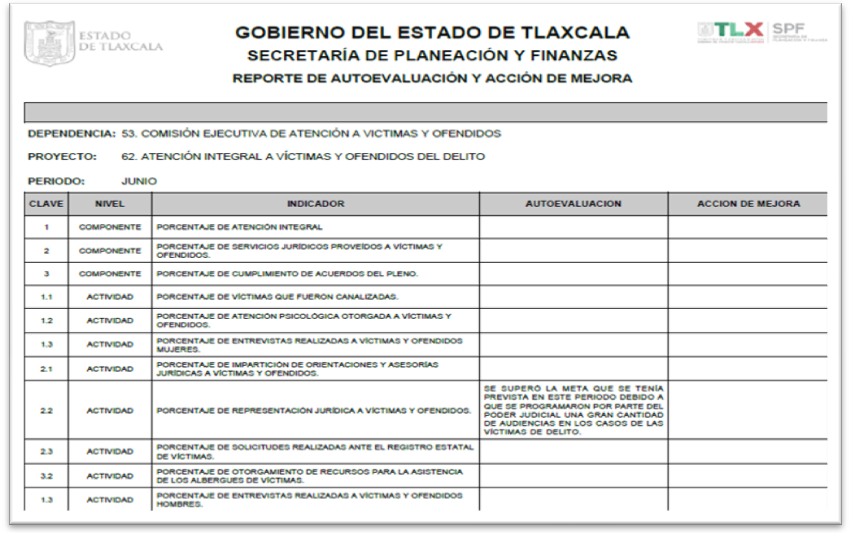 ESTADO
DE TLAXCALA
GOBIERNO DEL ESTADO DE TLAXCALA
SECRETARÍA DE PLANEACIÓN Y FINANZAS
REPORTE DE AUTOEVALUACIÓN Y ACCIÓN DE MEJORA
TLX SPF
DEPENDENCIA: 53. COMISIÓN EJECUTIVA DE ATENCIÓN A VICTIMAS Y OFENDIDOS
PROYECTO: 62. ATENCIÓN INTEGRAL A VÍCTIMAS Y OFENDIDOS DEL DELITO
PERIODO: JUNIO
CLAVE NIVEL INDICADOR AUTOEVALUACION ACCION DE MEJORA
1 COMPONENTE PORCENTAJE DE ATENCIÓN INTEGRAL
2 COMPONENTE PORCENTAJE DE SERVICIOS JURÍDICOS PROVEÍDOS A VÍCTIMAS Y
OFENDIDOS.
3 COMPONENTE PORCENTAJE DE CUMPLIMIENTO DE ACUERDOS DEL PLENO.
1.1 ACTIVIDAD PORCENTAJE DE VÍCTIMAS QUE FUERON CANALIZADAS.
1.2 ACTIVIDAD PORCENTAJE DE ATENCIÓN PSICOLÓGICA OTORGADA A VÍCTIMAS Y
OFENDIDOS.
1.3 ACTIVIDAD PORCENTAJE DE ENTREVISTAS REALIZADAS A VÍCTIMAS Y OFENDIDOS
MUJERES.
2.1 ACTIVIDAD PORCENTAJE DE IMPARTICIÓN DE ORIENTACIONES Y ASESORÍAS
JURÍDICAS A VÍCTIMAS Y OFENDIDOS.
2.2 ACTIVIDAD PORCENTAJE DE REPRESENTACIÓN JURÍDICA A VÍCTIMAS Y OFENDIDOS.
SE SUPERÓ LA META QUE SE TENÍA
PREVISTA EN ESTE PERIODO DEBIDO A
QUE SE PROGRAMARON POR PARTE DEL
PODER JUDICIAL UNA GRAN CANTIDAD
DE AUDIENCIAS EN LOS CASOS DE LAS
VÍCTIMAS DE DELITO.
2.3 ACTIVIDAD PORCENTAJE DE SOLICITUDES REALIZADAS ANTE EL REGISTRO ESTATAL
DE VÍCTIMAS.
3.2 ACTIVIDAD PORCENTAJE DE OTORGAMIENTO DE RECURSOS PARA LA ASISTENCIA
DE LOS ALBERGUES DE VÍCTIMAS.
1.3 ACTIVIDAD PORCENTAJE DE ENTREVISTAS REALIZADAS A VÍCTIMAS Y OFENDIDOS
HOMBRES.